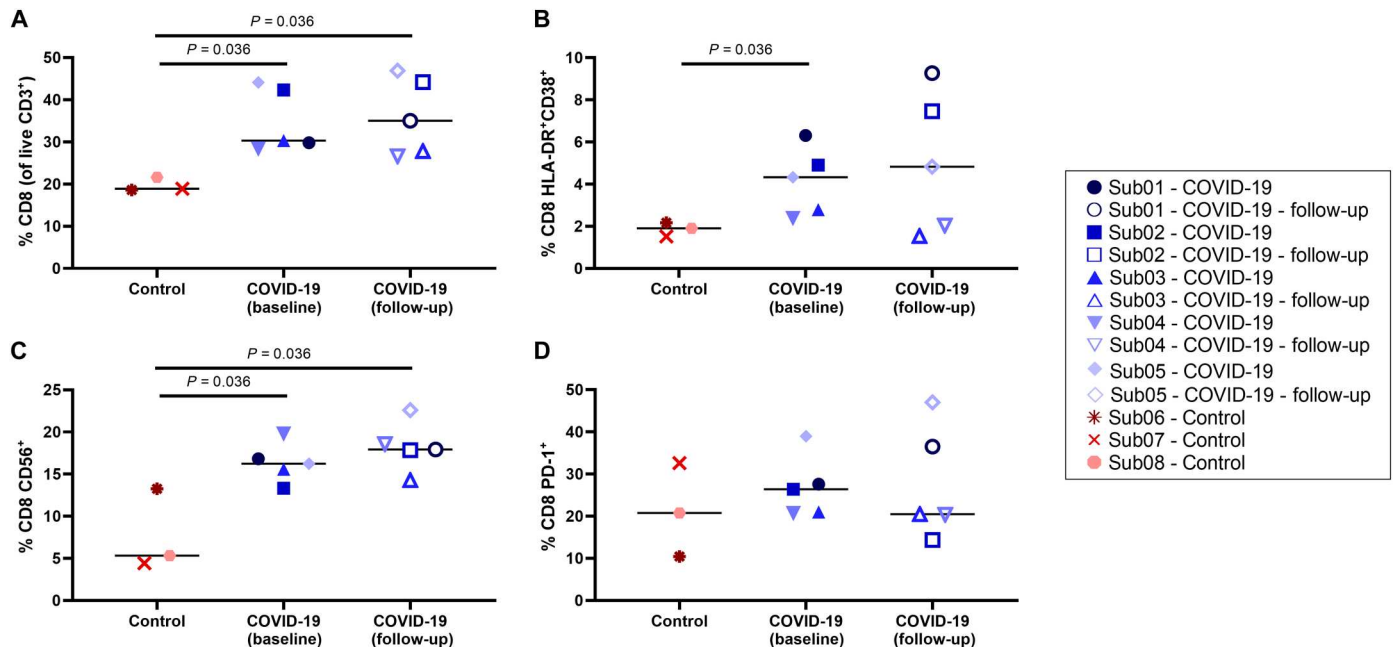 A
P = 0.036
P = 0.036
% CD8 (of live CD3⁺)
50
40
30
20
10
0
Control
COVID-19
(baseline)
COVID-19
(follow-up)
B
P = 0.036
% CD8 HLA-DR⁺CD38⁺
10
8
6
4
2
0
Control
COVID-19
(baseline)
COVID-19
(follow-up)
C
P = 0.036
P = 0.036
% CD8 CD56⁺
25
20
15
10
5
0
Control
COVID-19
(baseline)
COVID-19
(follow-up)
D
% CD8 PD-1⁺
50
40
30
20
10
0
Control
COVID-19
(baseline)
COVID-19
(follow-up)
Sub01 - COVID-19
Sub01 - COVID-19 - follow-up
Sub02 - COVID-19
Sub02 - COVID-19 - follow-up
Sub03 - COVID-19
Sub03 - COVID-19 - follow-up
Sub04 - COVID-19
Sub04 - COVID-19 - follow-up
Sub05 - COVID-19
Sub05 - COVID-19 - follow-up
Sub06 - Control
Sub07 - Control
Sub08 - Control